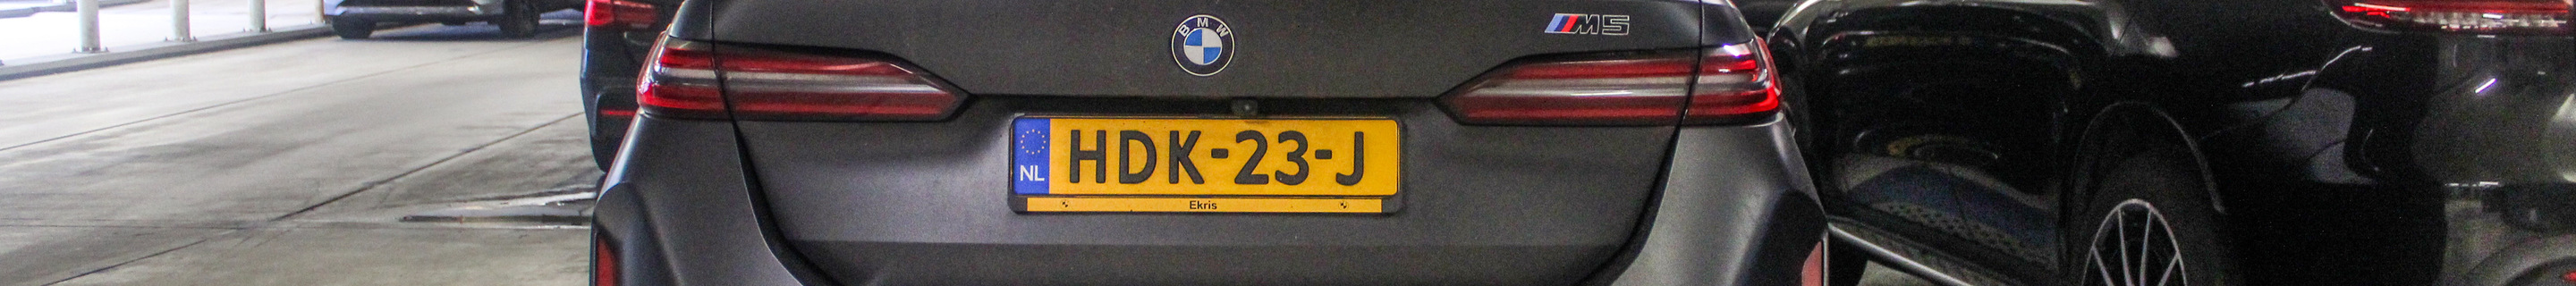 BMW
M5
NL HDK-23-J
Ekris